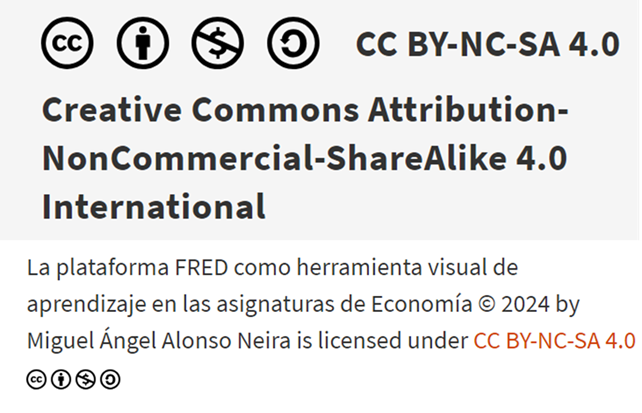 CC BY-NC-SA 4.0
Creative Commons Attribution-
NonCommercial-ShareAlike 4.0
International
La plataforma FRED como herramienta visual de
aprendizaje en las asignaturas de Economía © 2024 by
Miguel Ángel Alonso Neira is licensed under CC BY-NC-SA 4.0